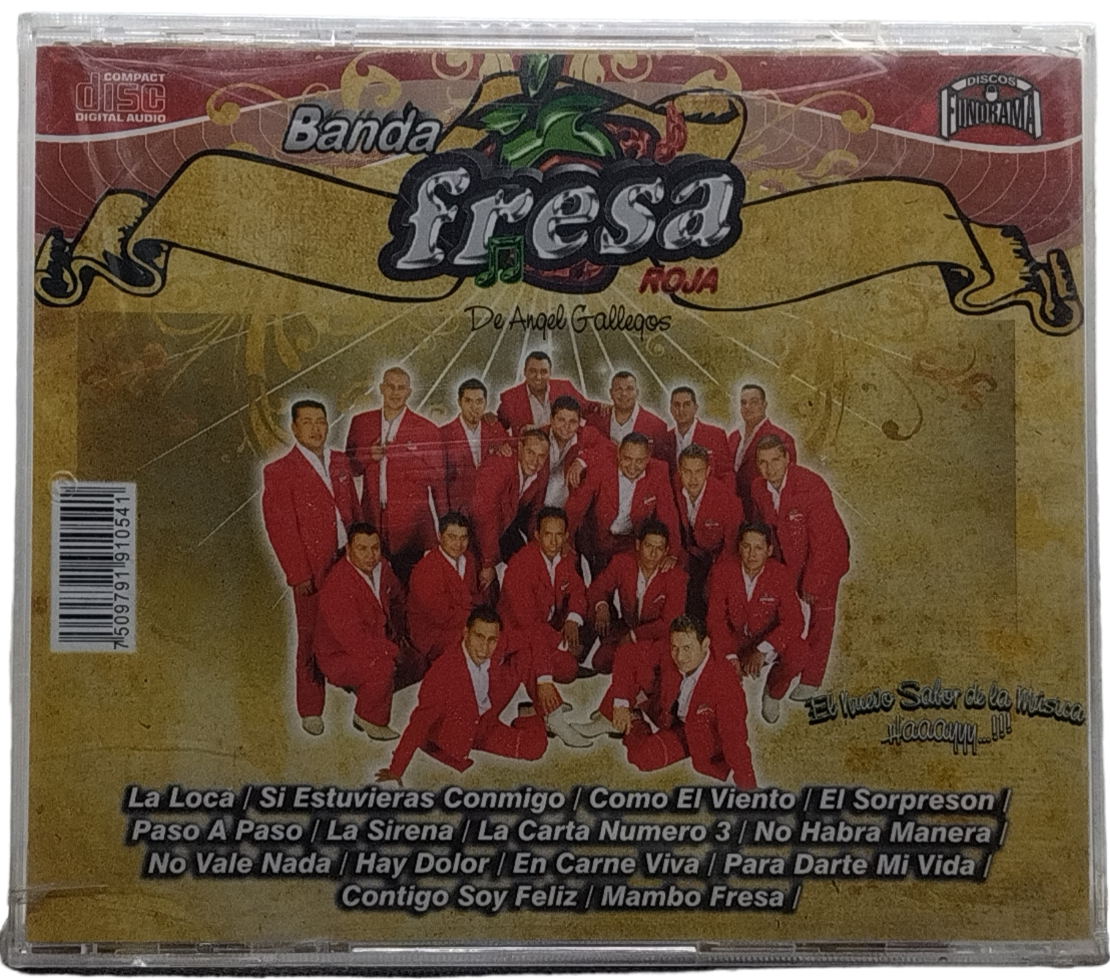 COMPACT
disc
DIGITAL AUDIO
DISCOS
FONORAMA
Banda
fresa
ROJA
De Angel Gallegos
7 509791 910541
El Nuevo Sabor de la Música
Haaayyy...!!!
La Loca / Si Estuvieras Conmigo / Como El Viento / El Sorpreson /
Paso A Paso / La Sirena / La Carta Numero 3 / No Habra Manera /
No Vale Nada / Hay Dolor / En Carne Viva / Para Darte Mi Vida /
Contigo Soy Feliz / Mambo Fresa /